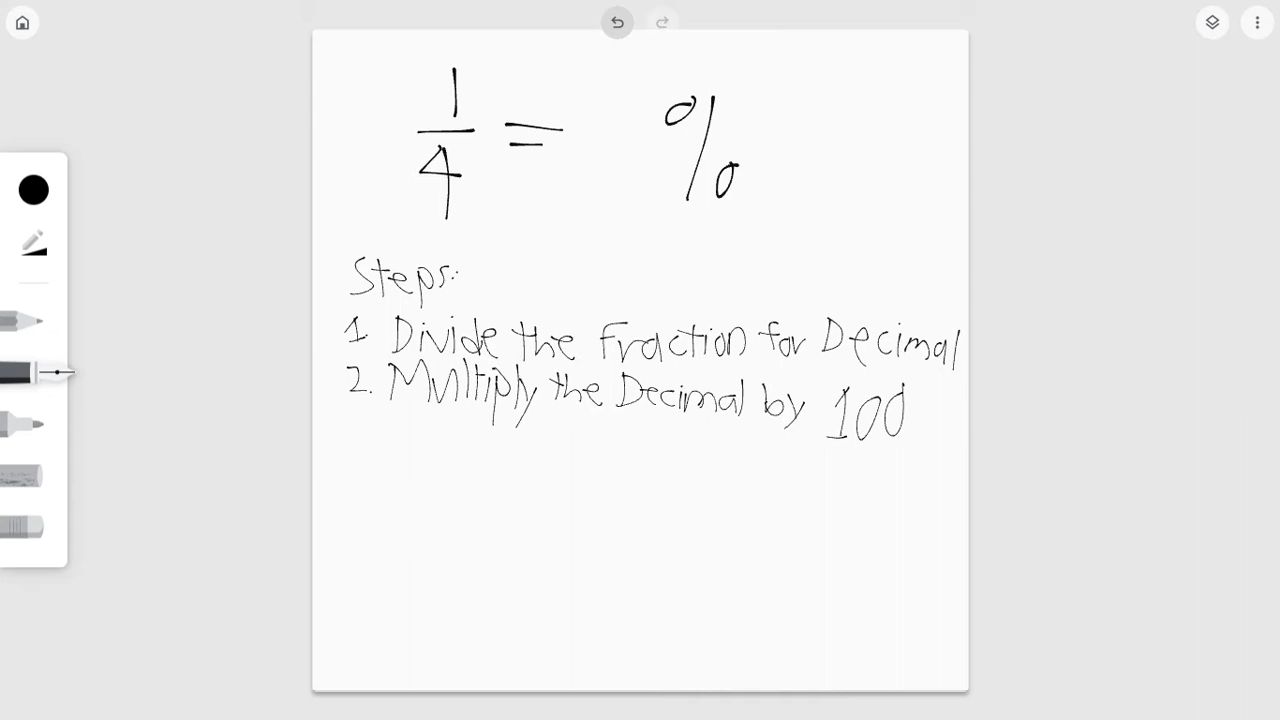 1/4 = %
Steps:
1. Divide the Fraction for Decimal
2. Multiply the Decimal by 100